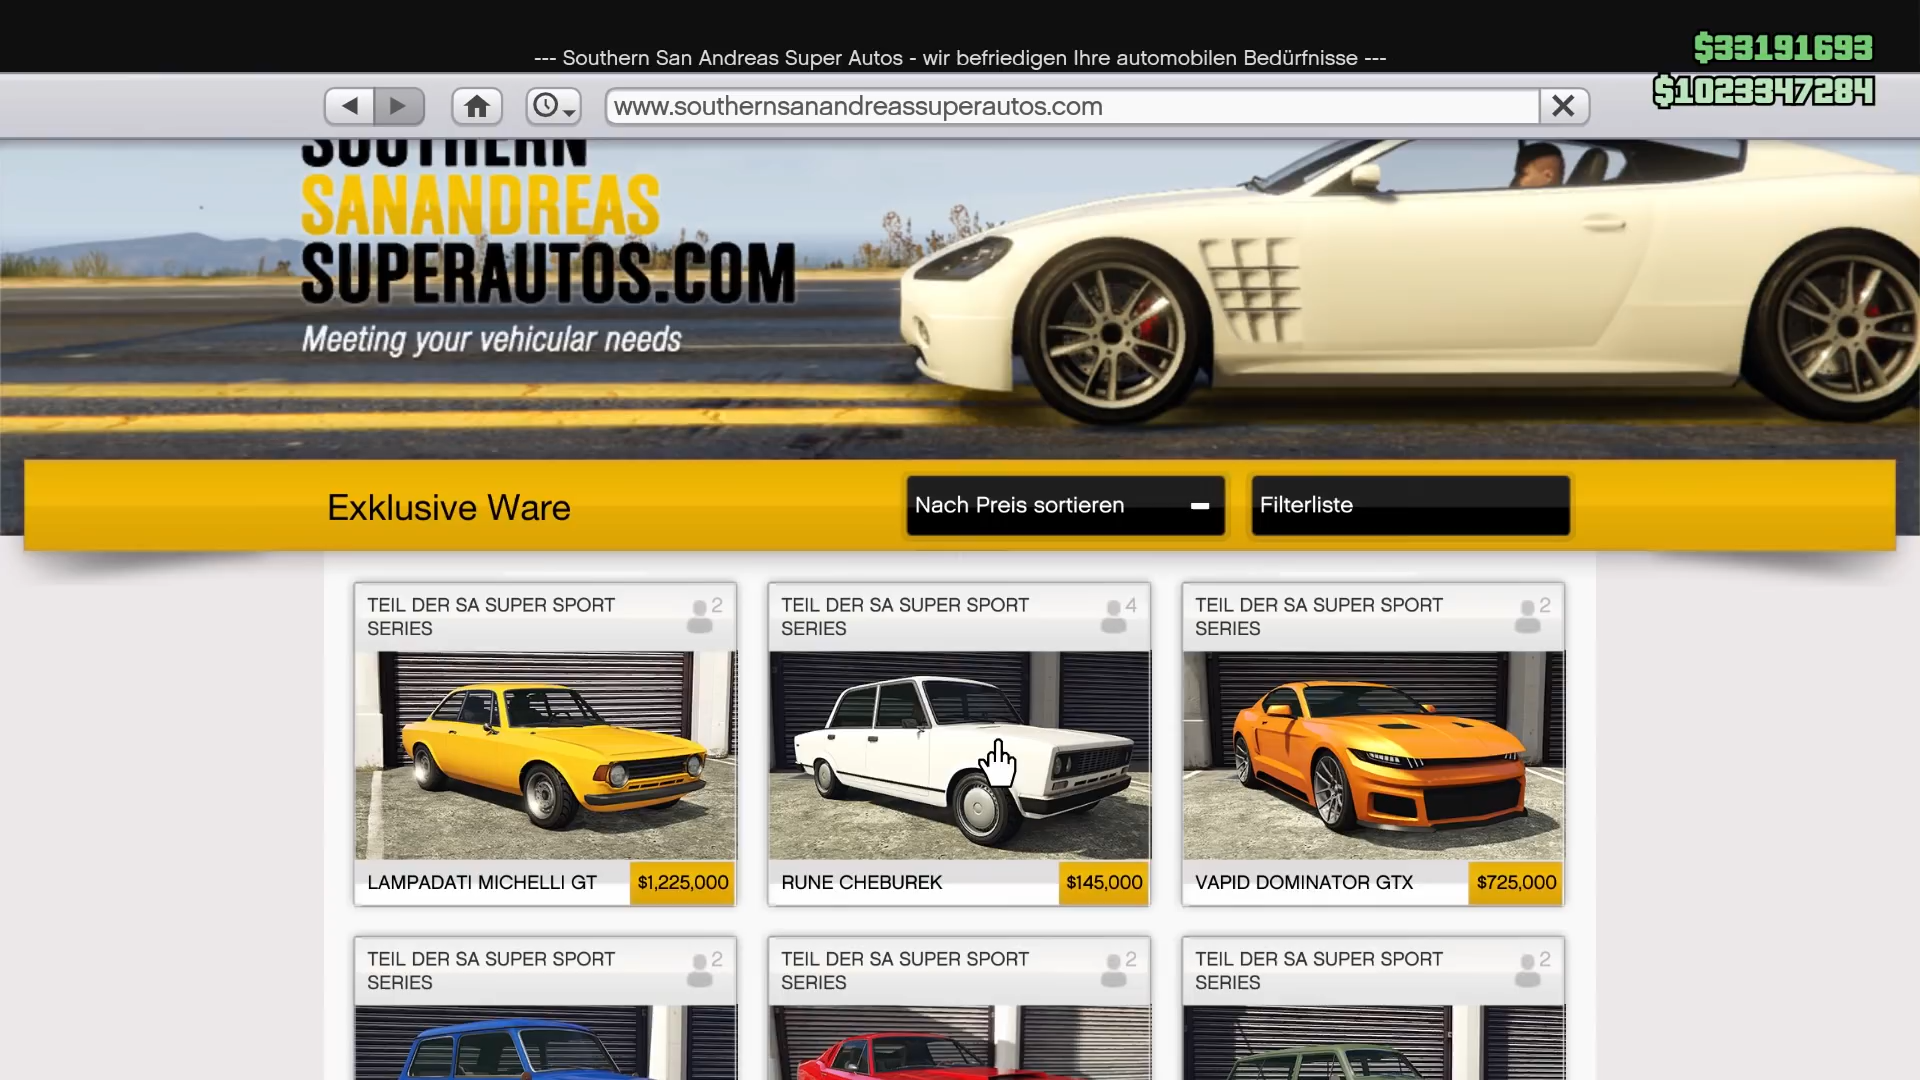 --- Southern San Andreas Super Autos - wir befriedigen Ihre automobilen Bedürfnisse ---
$33191693
$1023347284
www.southernsanandreassuperautos.com
SOUTHERN
SANANDREAS
SUPERAUTOS.COM
Meeting your vehicular needs
Exklusive Ware
Nach Preis sortieren
Filterliste
TEIL DER SA SUPER SPORT
SERIES
2
TEIL DER SA SUPER SPORT
SERIES
4
TEIL DER SA SUPER SPORT
SERIES
2
LAMPADATI MICHELLI GT
$1,225,000
RUNE CHEBUREK
$145,000
VAPID DOMINATOR GTX
$725,000
TEIL DER SA SUPER SPORT
SERIES
2
TEIL DER SA SUPER SPORT
SERIES
2
TEIL DER SA SUPER SPORT
SERIES
2